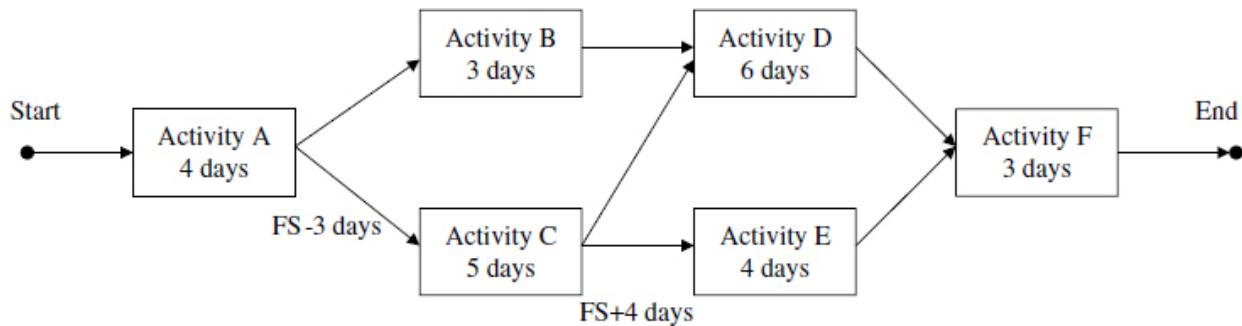 Start
Activity A
4 days
FS-3 days
Activity B
3 days
Activity C
5 days
FS+4 days
Activity D
6 days
Activity E
4 days
Activity F
3 days
End